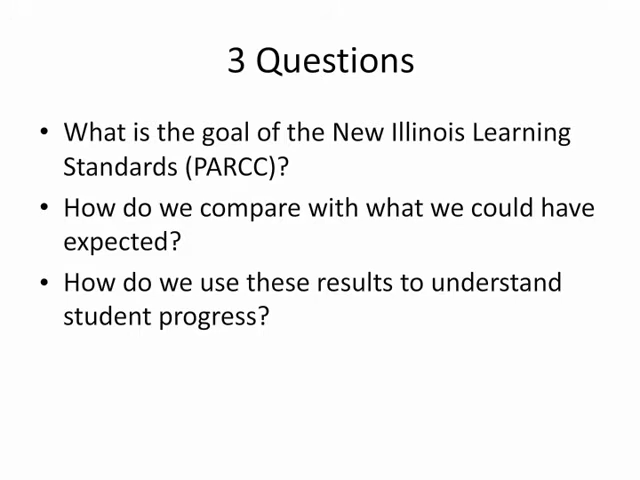 3 Questions
• What is the goal of the New Illinois Learning
Standards (PARCC)?
• How do we compare with what we could have
expected?
• How do we use these results to understand
student progress?